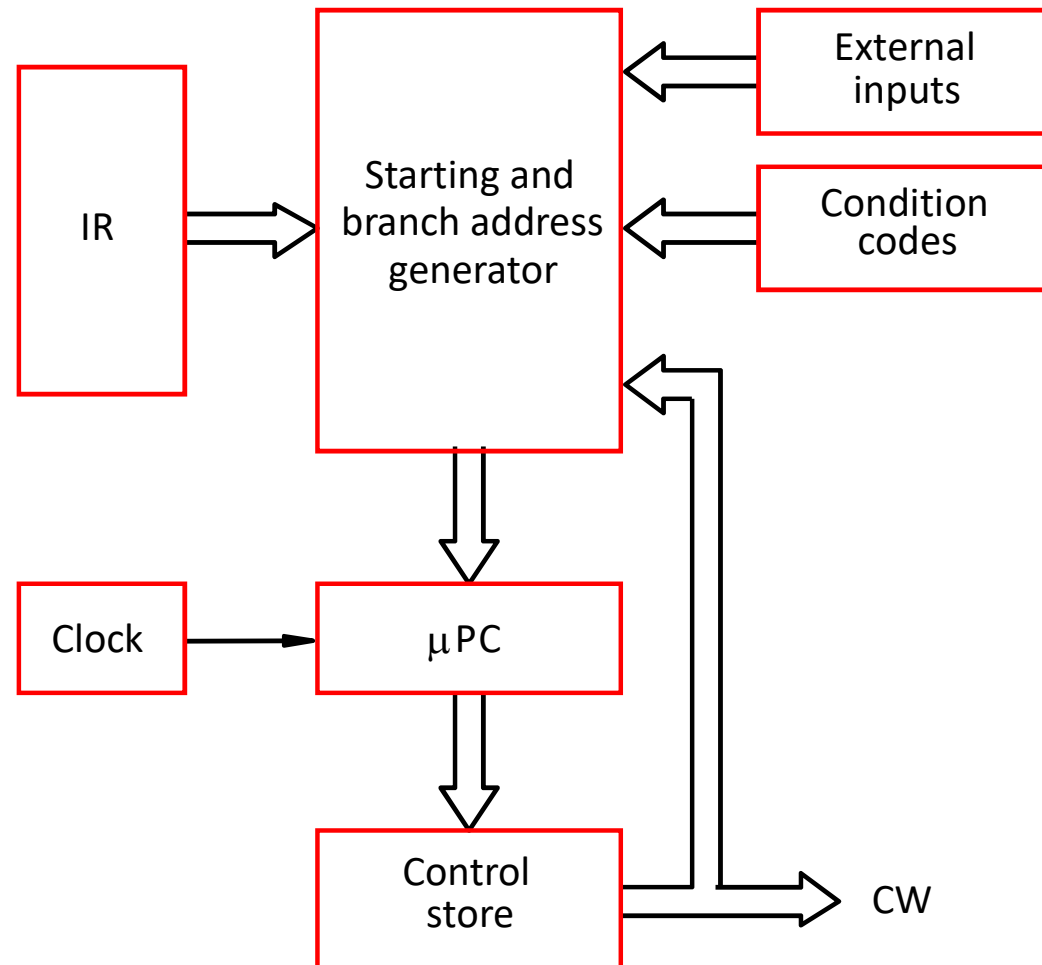 External
inputs
IR
Starting and
branch address
generator
Condition
codes
Clock
μPC
Control
store
CW